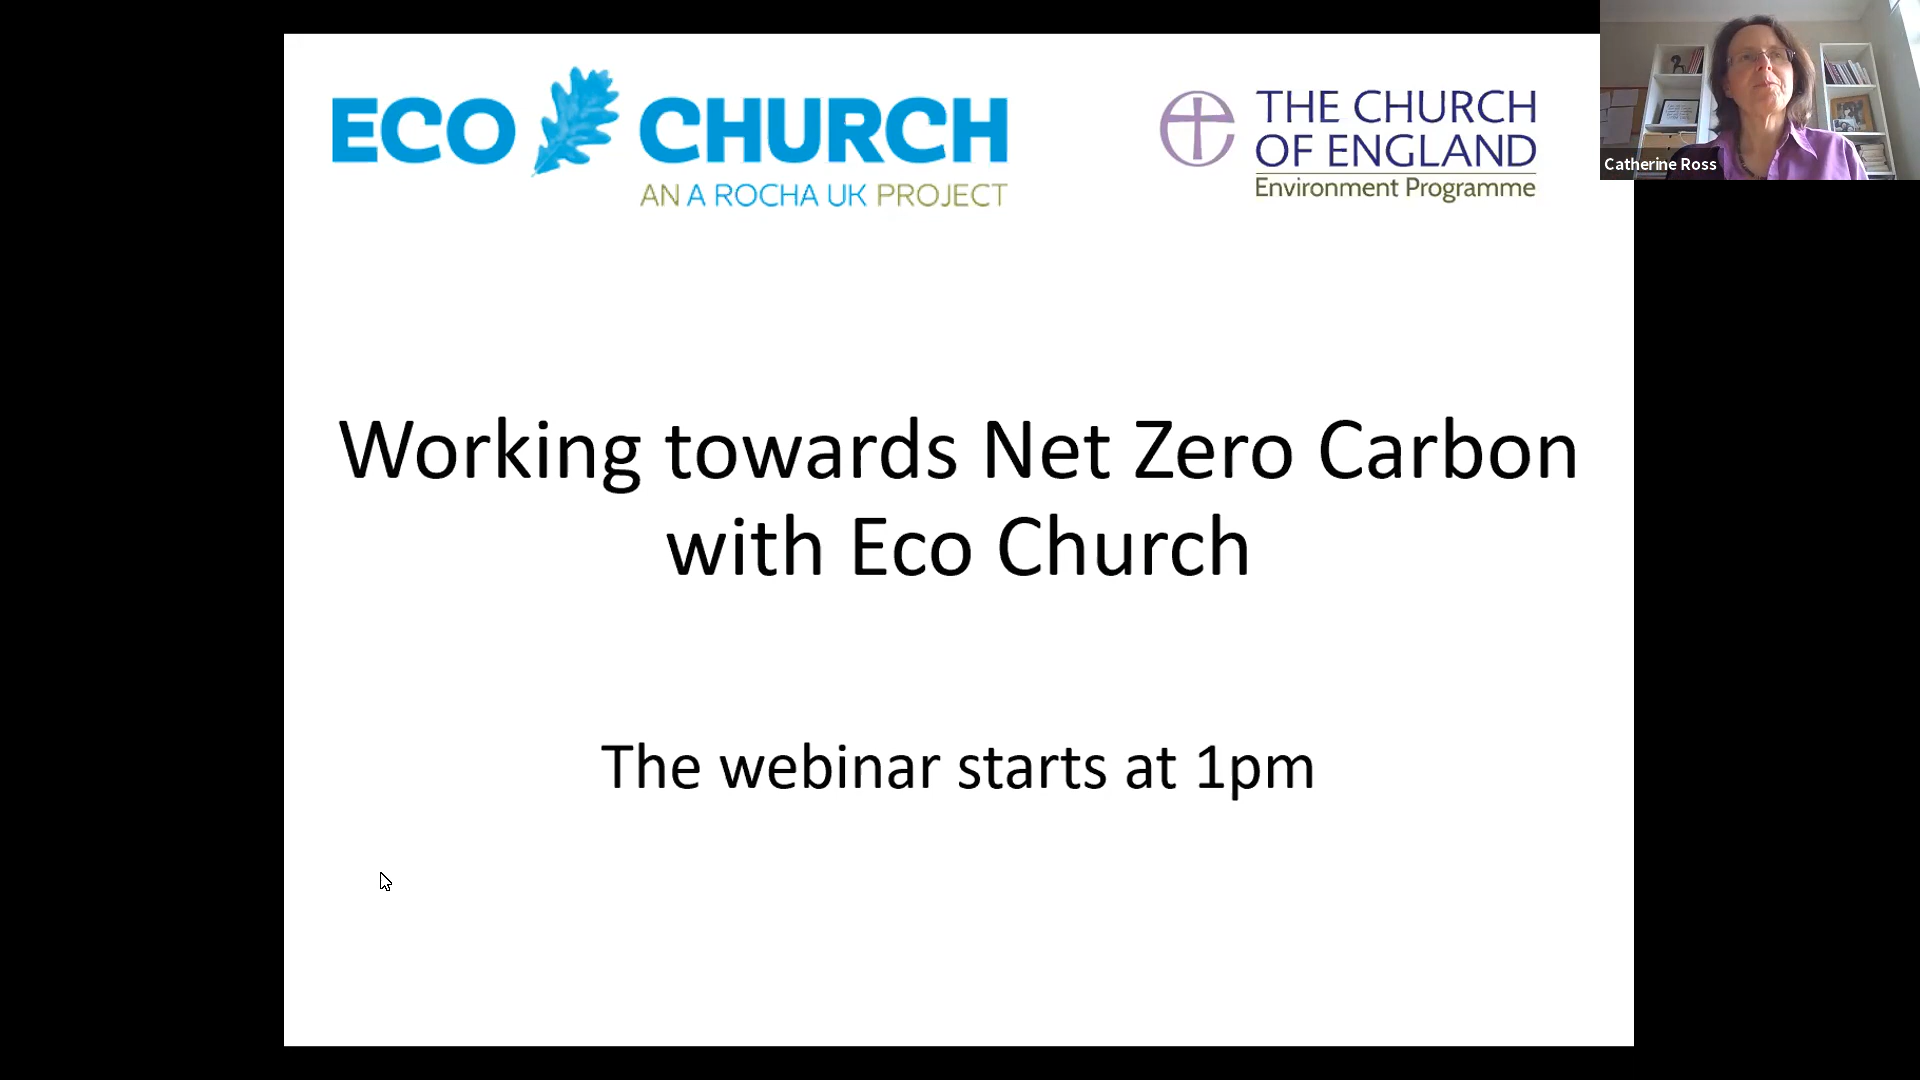 ECO CHURCH
AN A ROCHA UK PROJECT
THE CHURCH
OF ENGLAND
Environment Programme
Catherine Ross
Working towards Net Zero Carbon
with Eco Church
The webinar starts at 1pm